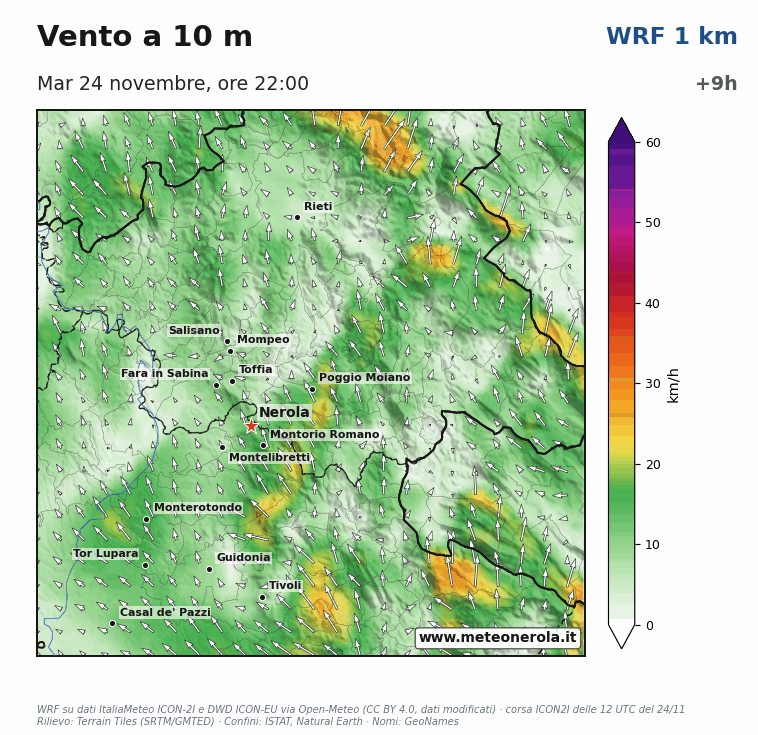 Vento a 10 m
WRF 1 km
Mar 24 novembre, ore 22:00
+9h
Rieti
Salisano
Mompeo
Fara in Sabina
Toffia
Poggio Moiano
Nerola
Montorio Romano
Montelibretti
Monterotondo
Tor Lupara
Guidonia
Tivoli
Casal de' Pazzi
www.meteonerola.it
60
50
40
30
20
10
0
km/h
WRF su dati ItaliaMeteo ICON-2I e DWD ICON-EU via Open-Meteo (CC BY 4.0, dati modificati) · corsa ICON2I delle 12 UTC del 24/11
Rilievo: Terrain Tiles (SRTM/GMTED) · Confini: ISTAT, Natural Earth · Nomi: GeoNames